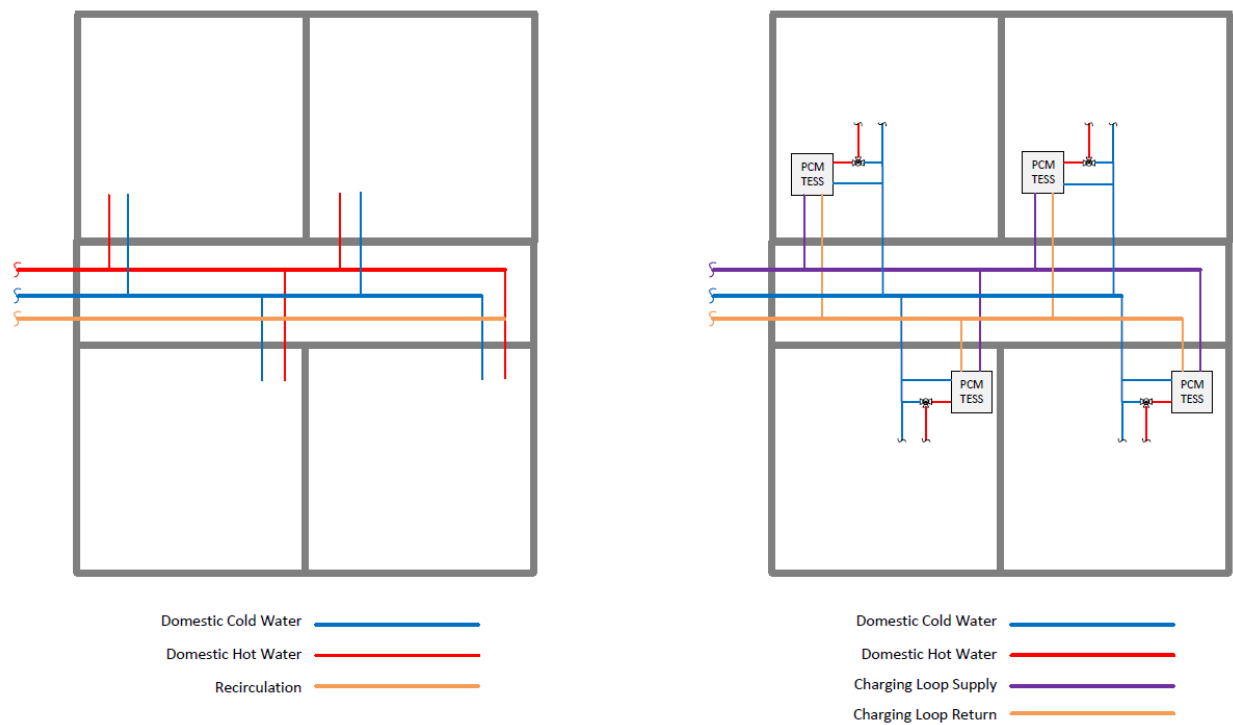 PCM
TESS
PCM
TESS
PCM
TESS
PCM
TESS
Domestic Cold Water
Domestic Hot Water
Recirculation
Domestic Cold Water
Domestic Hot Water
Charging Loop Supply
Charging Loop Return